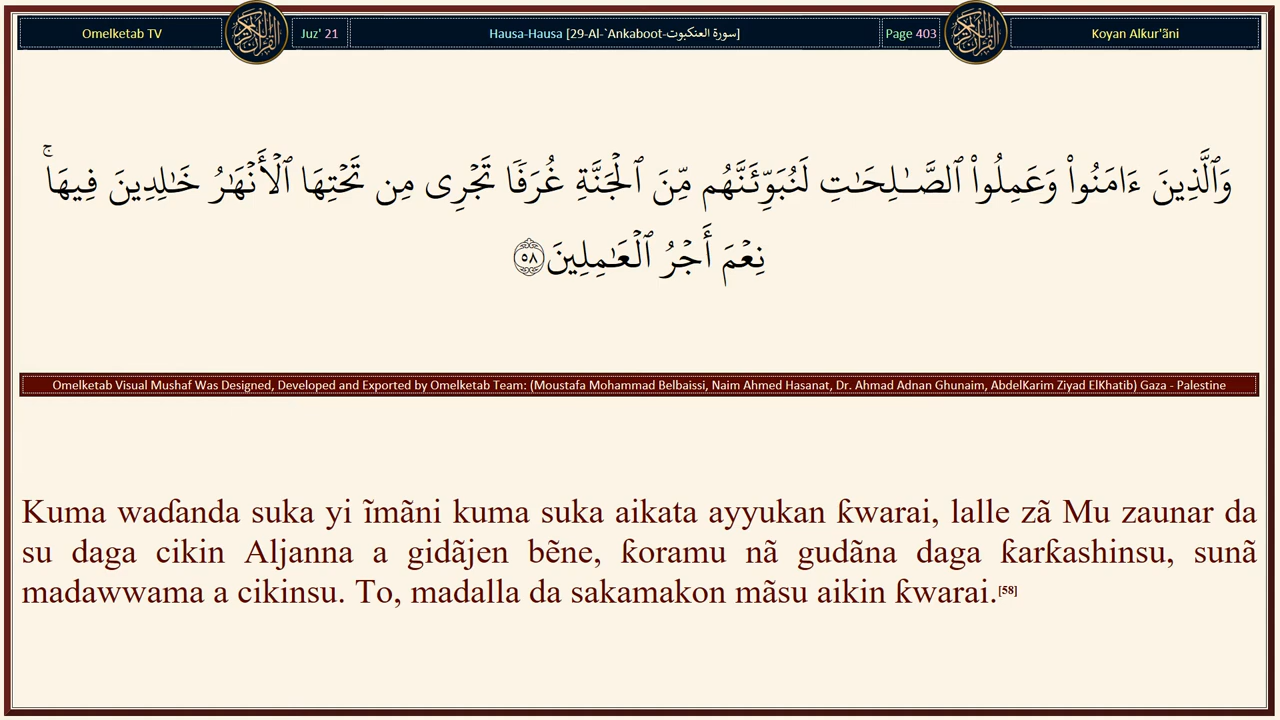 Omelketab TV
Juz' 21
Hausa-Hausa [29-Al-`Ankaboot-سورة العنكبوت]
Page 403
Koyan Alƙur'ãni
وَٱلَّذِينَ ءَامَنُوا۟ وَعَمِلُوا۟ ٱلصَّـٰلِحَـٰتِ لَنُبَوِّئَنَّهُم مِّنَ ٱلْجَنَّةِ غُرَفًا تَجْرِى مِن تَحْتِهَا ٱلْأَنْهَـٰرُ خَـٰلِدِينَ فِيهَا ۚ
نِعْمَ أَجْرُ ٱلْعَـٰمِلِينَ ٥٨
Omelketab Visual Mushaf Was Designed, Developed and Exported by Omelketab Team: (Moustafa Mohammad Belbaissi, Naim Ahmed Hasanat, Dr. Ahmad Adnan Ghunaim, AbdelKarim Ziyad ElKhatib) Gaza - Palestine
Kuma waɗanda suka yi ĩmãni kuma suka aikata ayyukan ƙwarai, lalle zã Mu zaunar da
su daga cikin Aljanna a gidãjen bẽne, ƙoramu nã gudãna daga ƙarƙashinsu, sunã
madawwama a cikinsu. To, madalla da sakamakon mãsu aikin ƙwarai.[58]